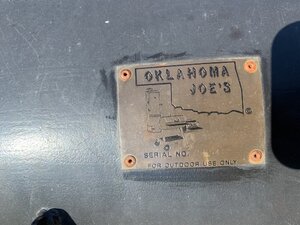 OKLAHOMA
JOE'S
®
SERIAL NO.
FOR OUTDOOR USE ONLY